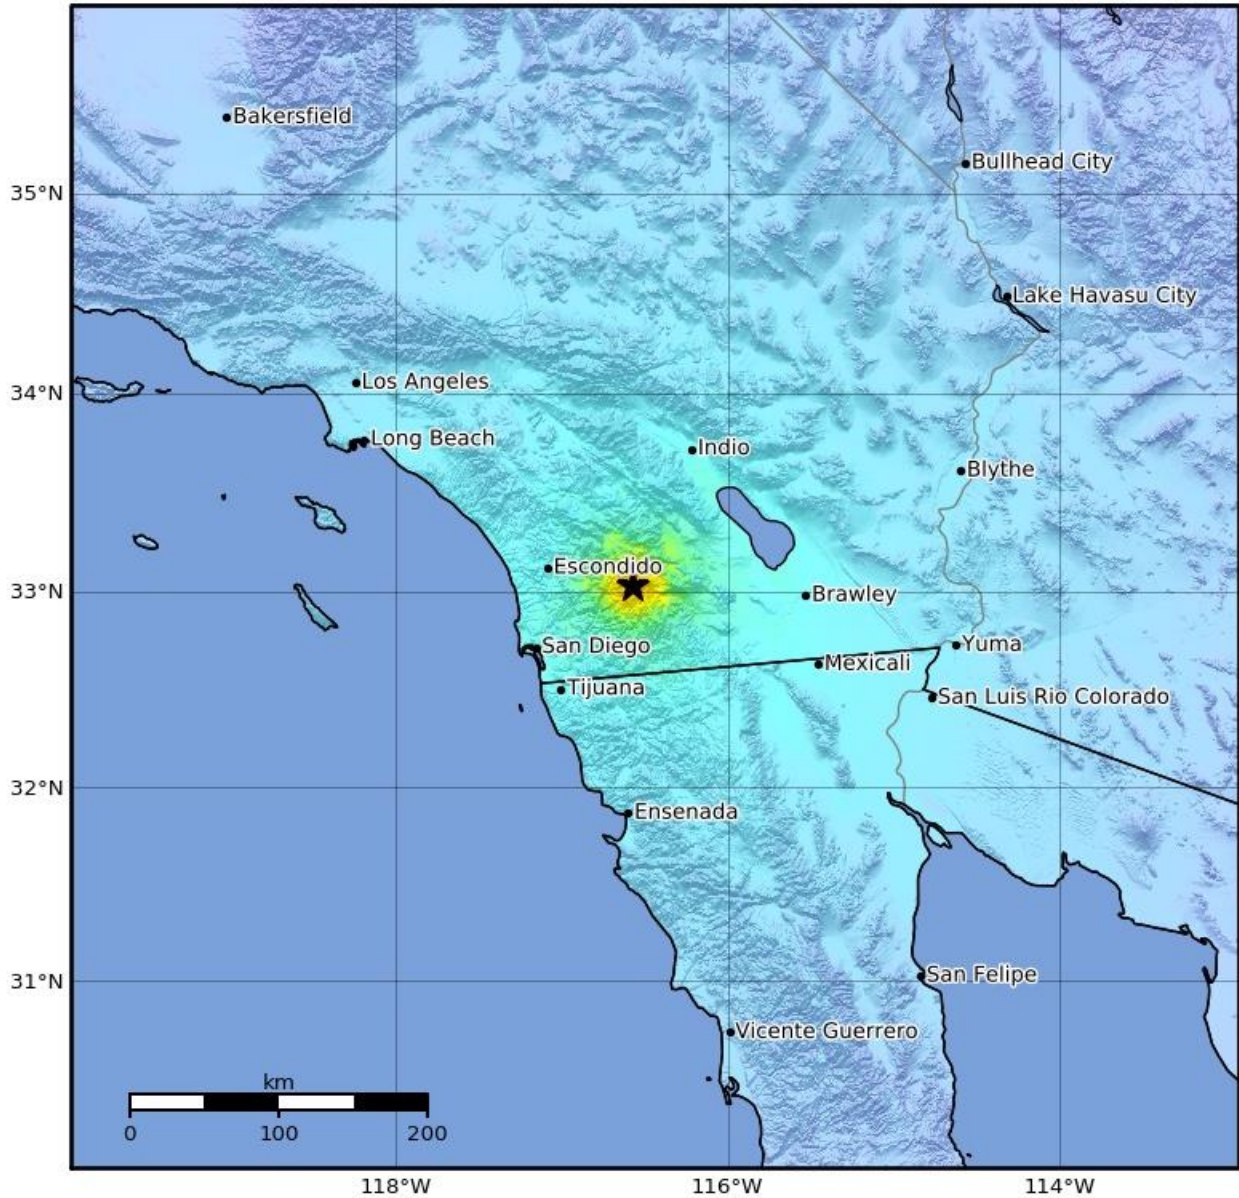 Bakersfield
Bullhead City
35°N
Lake Havasu City
Los Angeles
34°N
Long Beach
Indio
Blythe
Escondido
33°N
Brawley
San Diego
Yuma
Mexicali
Tijuana
San Luis Rio Colorado
32°N
Ensenada
31°N
San Felipe
Vicente Guerrero
km
0 100 200
118°W 116°W 114°W